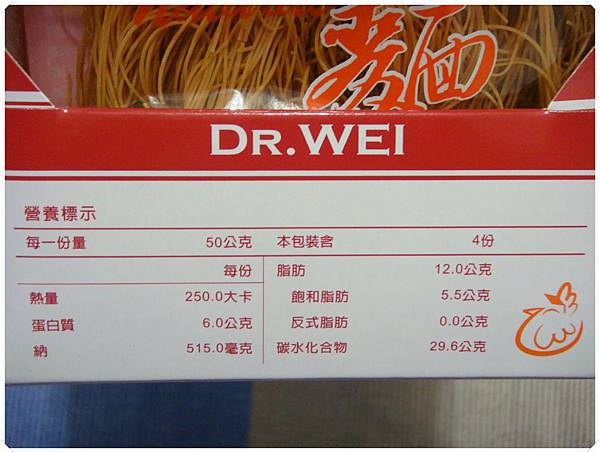 麵
DR.WEI
營養標示
每一份量 50公克 本包裝含 4份
每份 脂肪 12.0公克
熱量 250.0大卡 飽和脂肪 5.5公克
蛋白質 6.0公克 反式脂肪 0.0公克
納 515.0毫克 碳水化合物 29.6公克